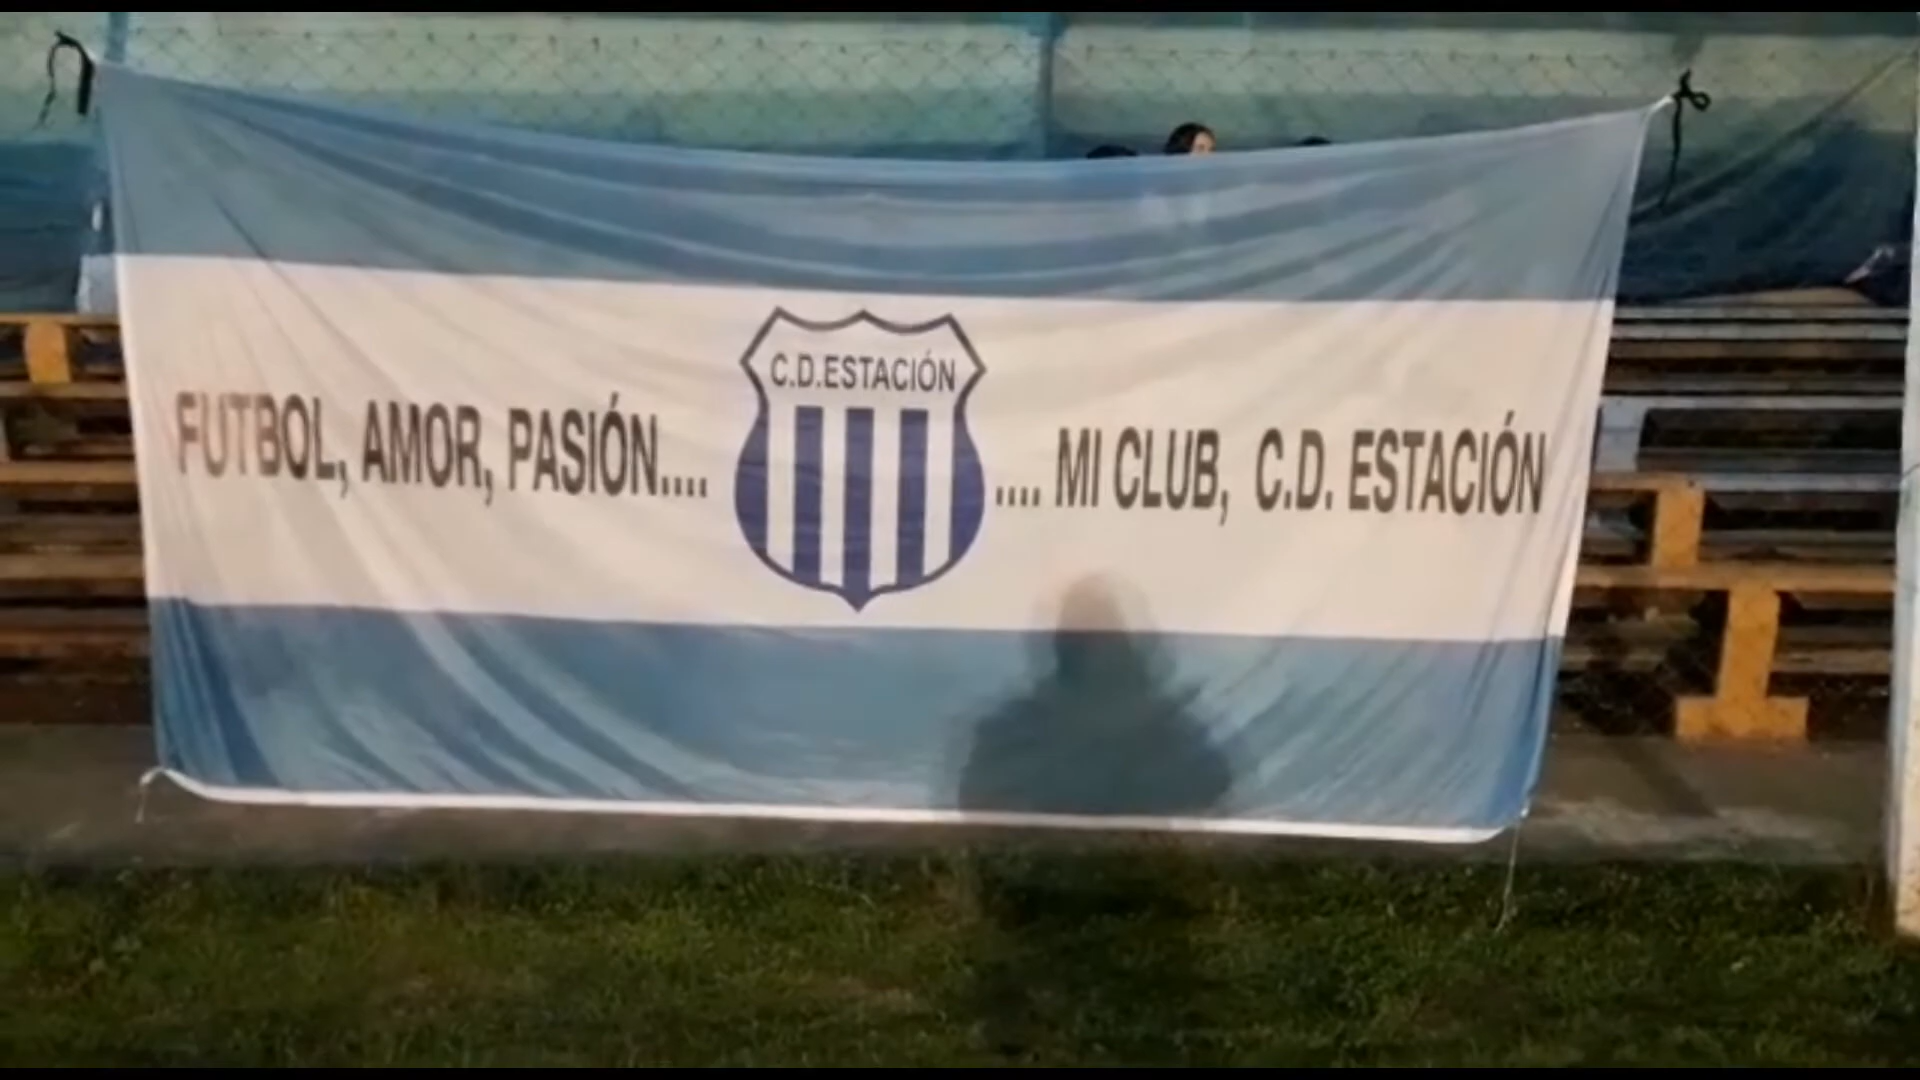 C.D.ESTACIÓN
FUTBOL, AMOR, PASIÓN....
.... MI CLUB, C.D. ESTACIÓN